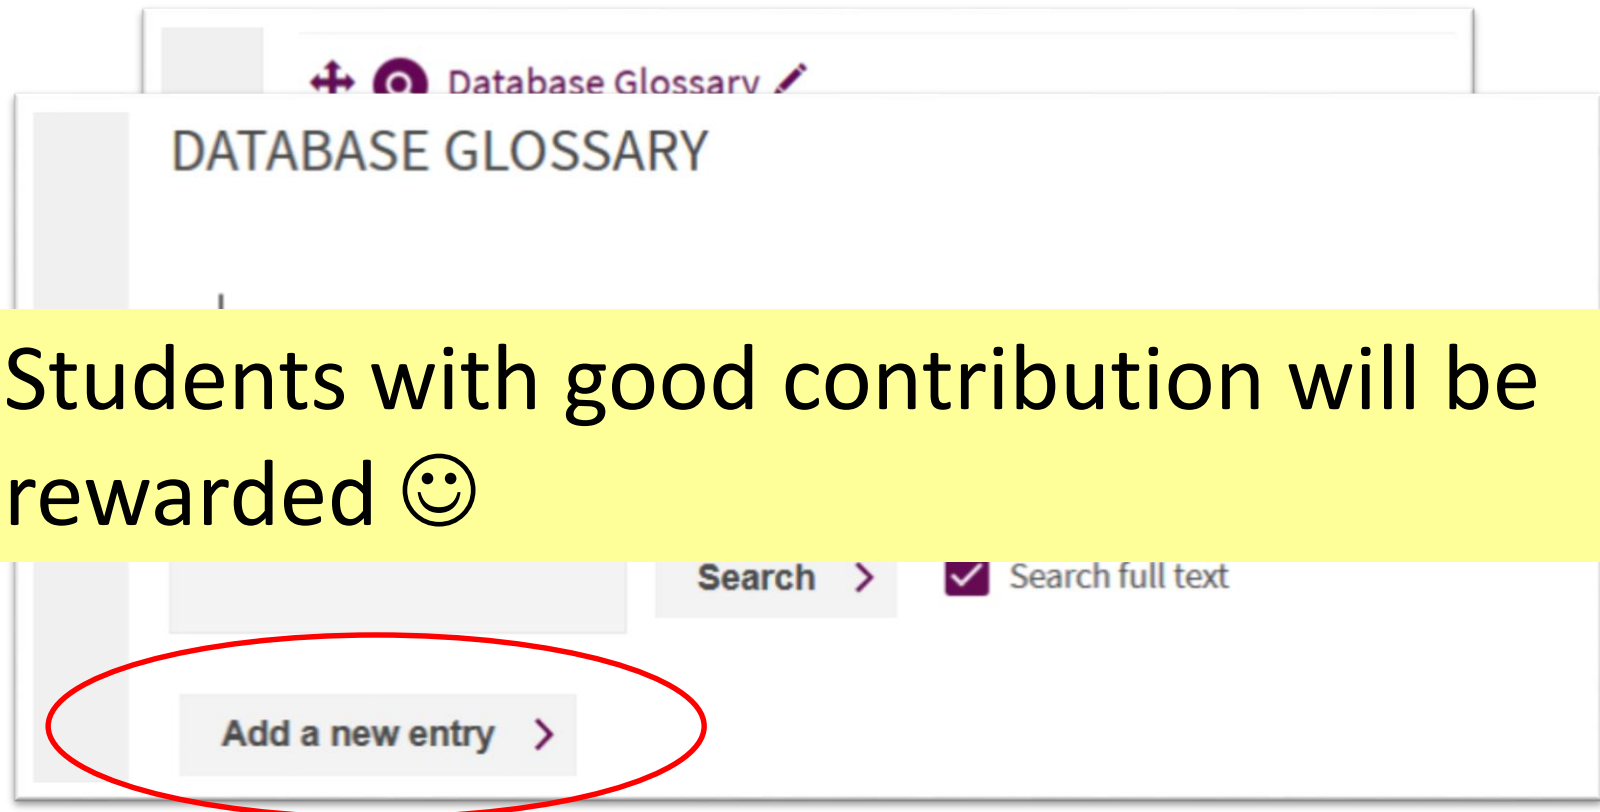 Database Glossary
DATABASE GLOSSARY
Students with good contribution will be
rewarded ☺
Search
Search full text
Add a new entry